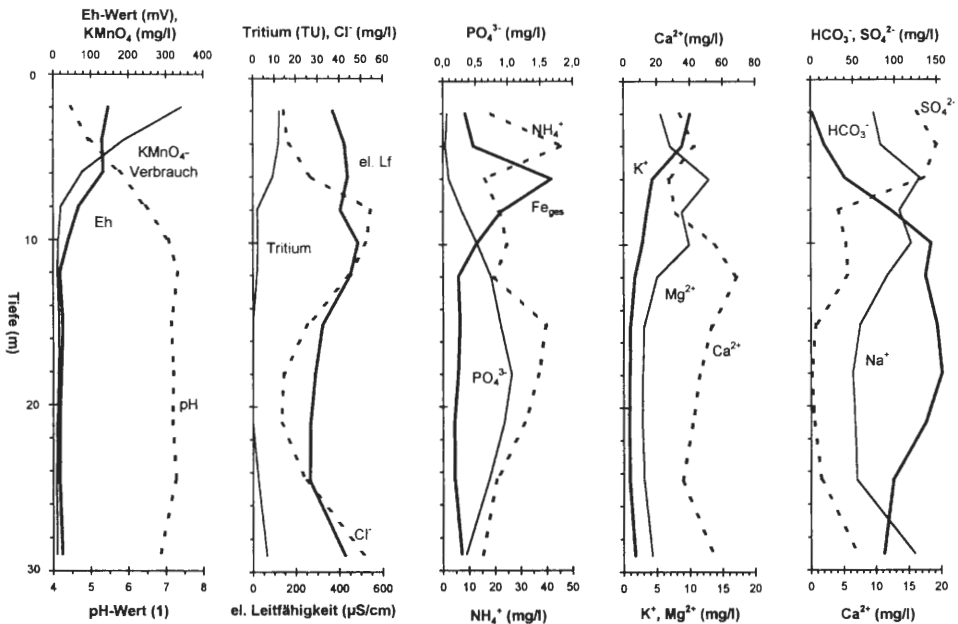 Eh-Wert (mV),
KMnO₄ (mg/l)
0 100 200 300 400
Tiefe (m)
0
10
20
30
KMnO₄-
Verbrauch
Eh
pH
4 5 6 7 8
pH-Wert (1)
Tritium (TU), Cl⁻ (mg/l)
0 20 40 60
el. Lf
Tritium
Cl⁻
0 200 400 600
el. Leitfähigkeit (µS/cm)
PO₄³⁻ (mg/l)
0,0 0,5 1,0 1,5 2,0
NH₄⁺
Fe_ges
PO₄³⁻
0 10 20 30 40 50
NH₄⁺ (mg/l)
Ca²⁺(mg/l)
0 20 40 60 80
K⁺
Mg²⁺
Ca²⁺
0 5 10 15 20
K⁺, Mg²⁺ (mg/l)
HCO₃⁻, SO₄²⁻ (mg/l)
0 50 100 150
SO₄²⁻
HCO₃⁻
Na⁺
0 5 10 15 20
Ca²⁺ (mg/l)